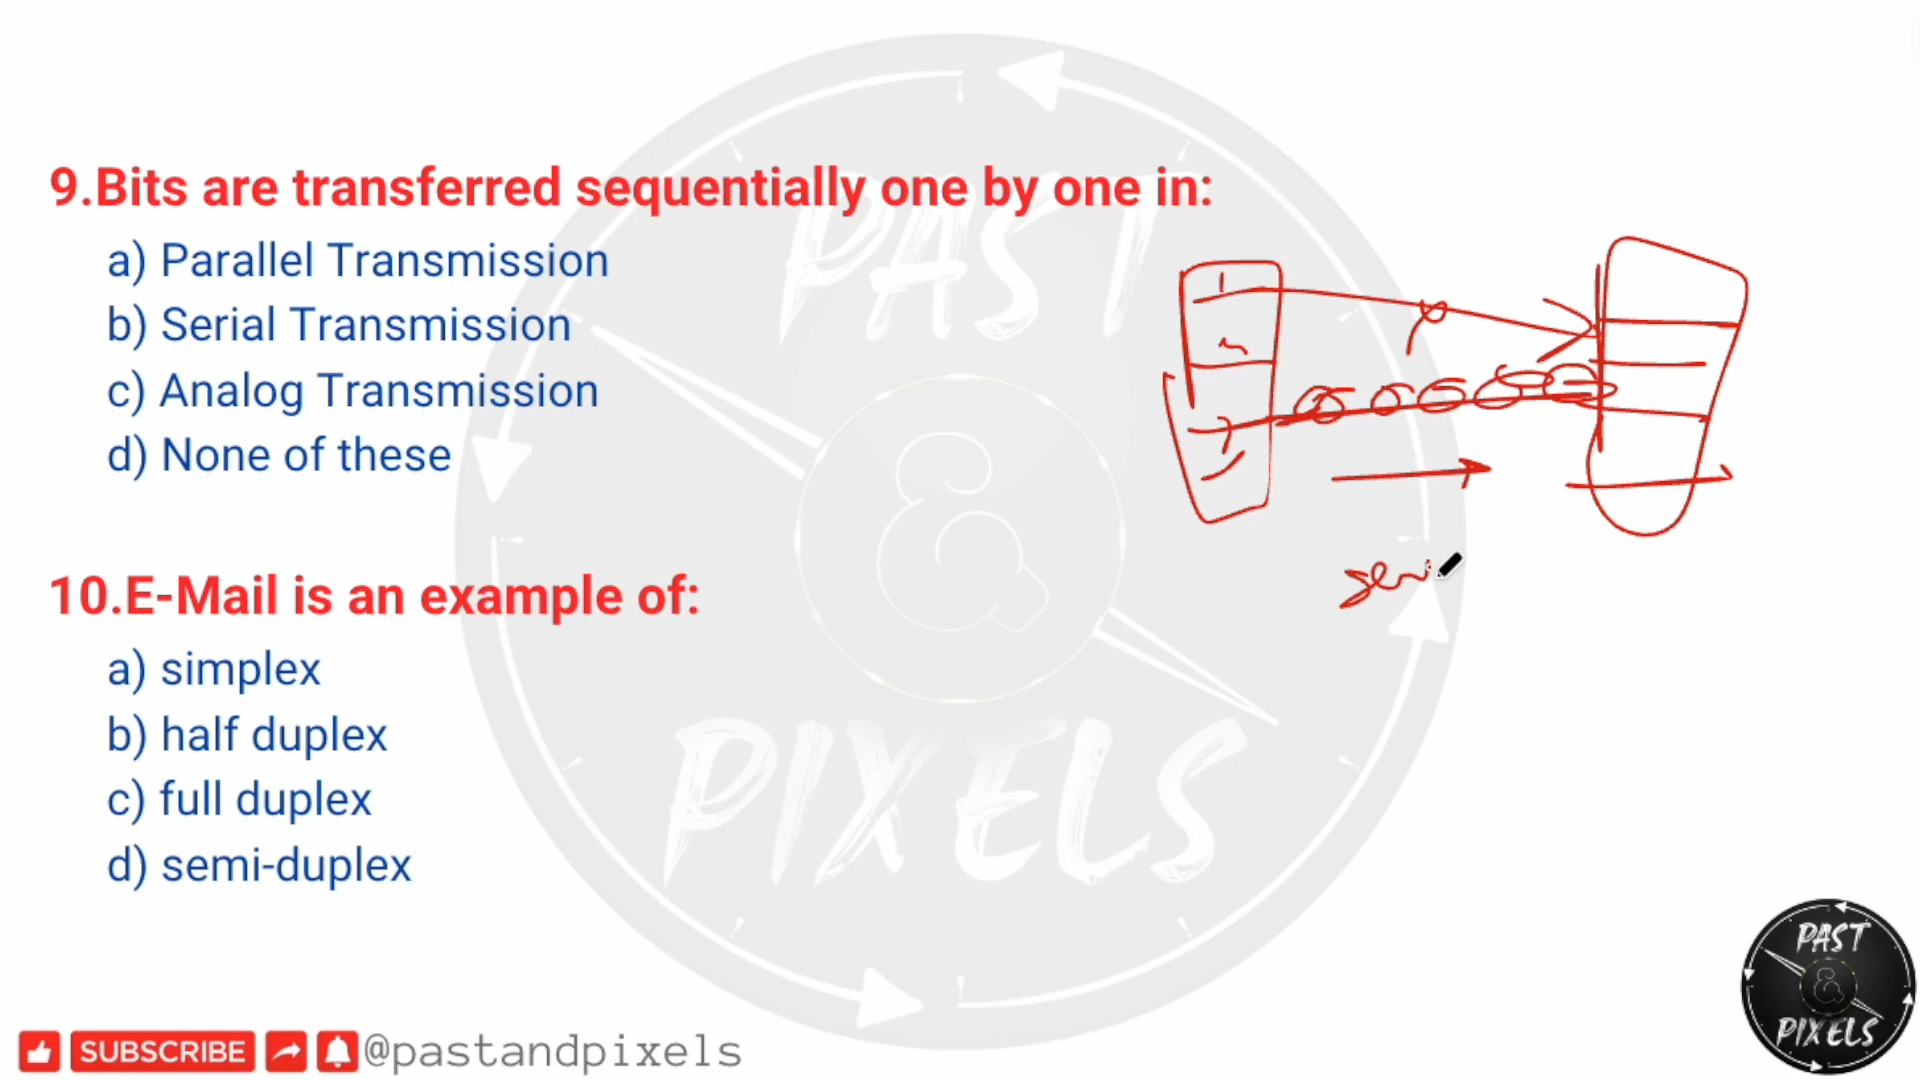 9.Bits are transferred sequentially one by one in:
a) Parallel Transmission
b) Serial Transmission
c) Analog Transmission
d) None of these
10.E-Mail is an example of:
a) simplex
b) half duplex
c) full duplex
d) semi-duplex
PAST
&
PIXELS
PAST
&
PIXELS
SUBSCRIBE @pastandpixels